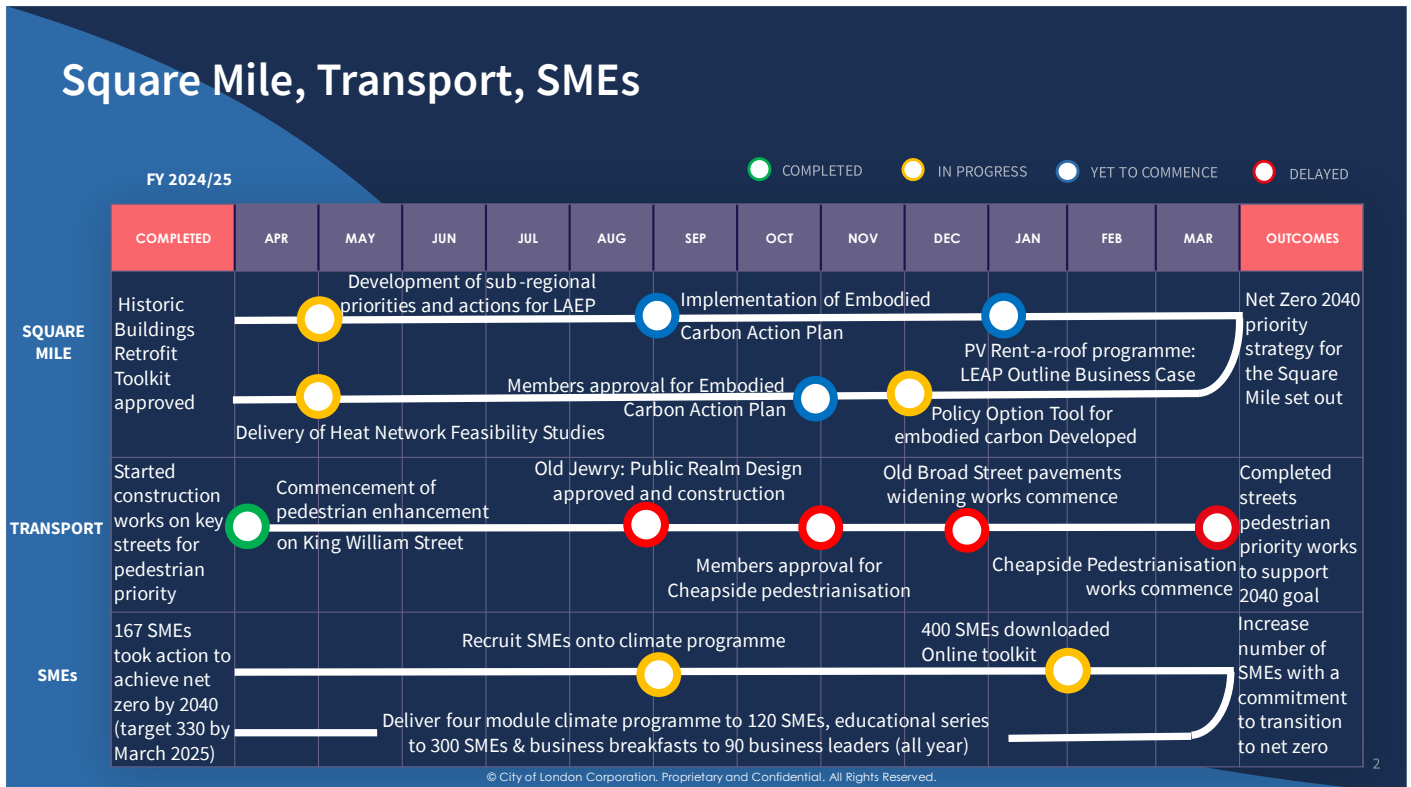 Square Mile, Transport, SMEs
COMPLETED
IN PROGRESS
YET TO COMMENCE
DELAYED
FY 2024/25
COMPLETED
APR
MAY
JUN
JUL
AUG
SEP
OCT
NOV
DEC
JAN
FEB
MAR
OUTCOMES
SQUARE
MILE
Historic
Buildings
Retrofit
Toolkit
approved
Development of sub-regional
priorities and actions for LAEP
Implementation of Embodied
Carbon Action Plan
PV Rent-a-roof programme:
LEAP Outline Business Case
Members approval for Embodied
Carbon Action Plan
Policy Option Tool for
embodied carbon Developed
Delivery of Heat Network Feasibility Studies
Net Zero 2040
priority
strategy for
the Square
Mile set out
TRANSPORT
Started
construction
works on key
streets for
pedestrian
priority
Commencement of
pedestrian enhancement
on King William Street
Old Jewry: Public Realm Design
approved and construction
Members approval for
Cheapside pedestrianisation
Old Broad Street pavements
widening works commence
Cheapside Pedestrianisation
works commence
Completed
streets
pedestrian
priority works
to support
2040 goal
SMEs
167 SMEs
took action to
achieve net
zero by 2040
(target 330 by
March 2025)
Recruit SMEs onto climate programme
400 SMEs downloaded
Online toolkit
Deliver four module climate programme to 120 SMEs, educational series
to 300 SMEs & business breakfasts to 90 business leaders (all year)
Increase
number of
SMEs with a
commitment
to transition
to net zero
© City of London Corporation. Proprietary and Confidential. All Rights Reserved.
2